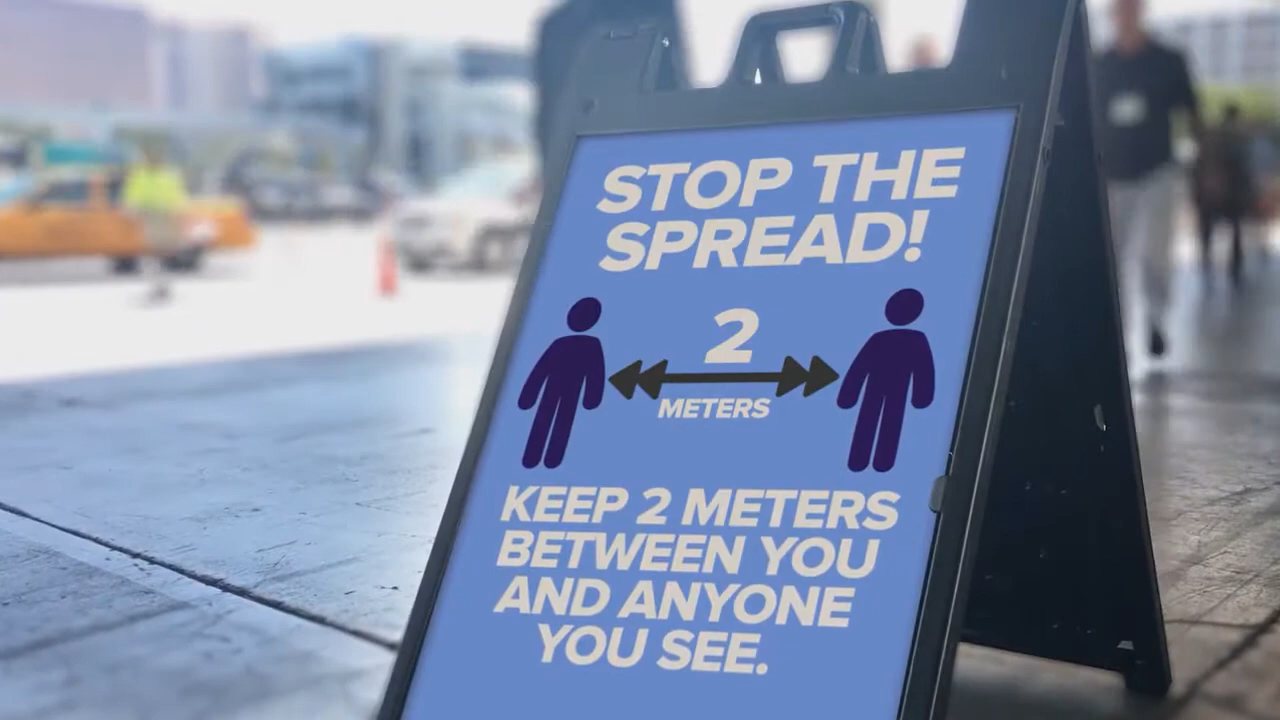 STOP THE
SPREAD!
2
METERS
KEEP 2 METERS
BETWEEN YOU
AND ANYONE
YOU SEE.